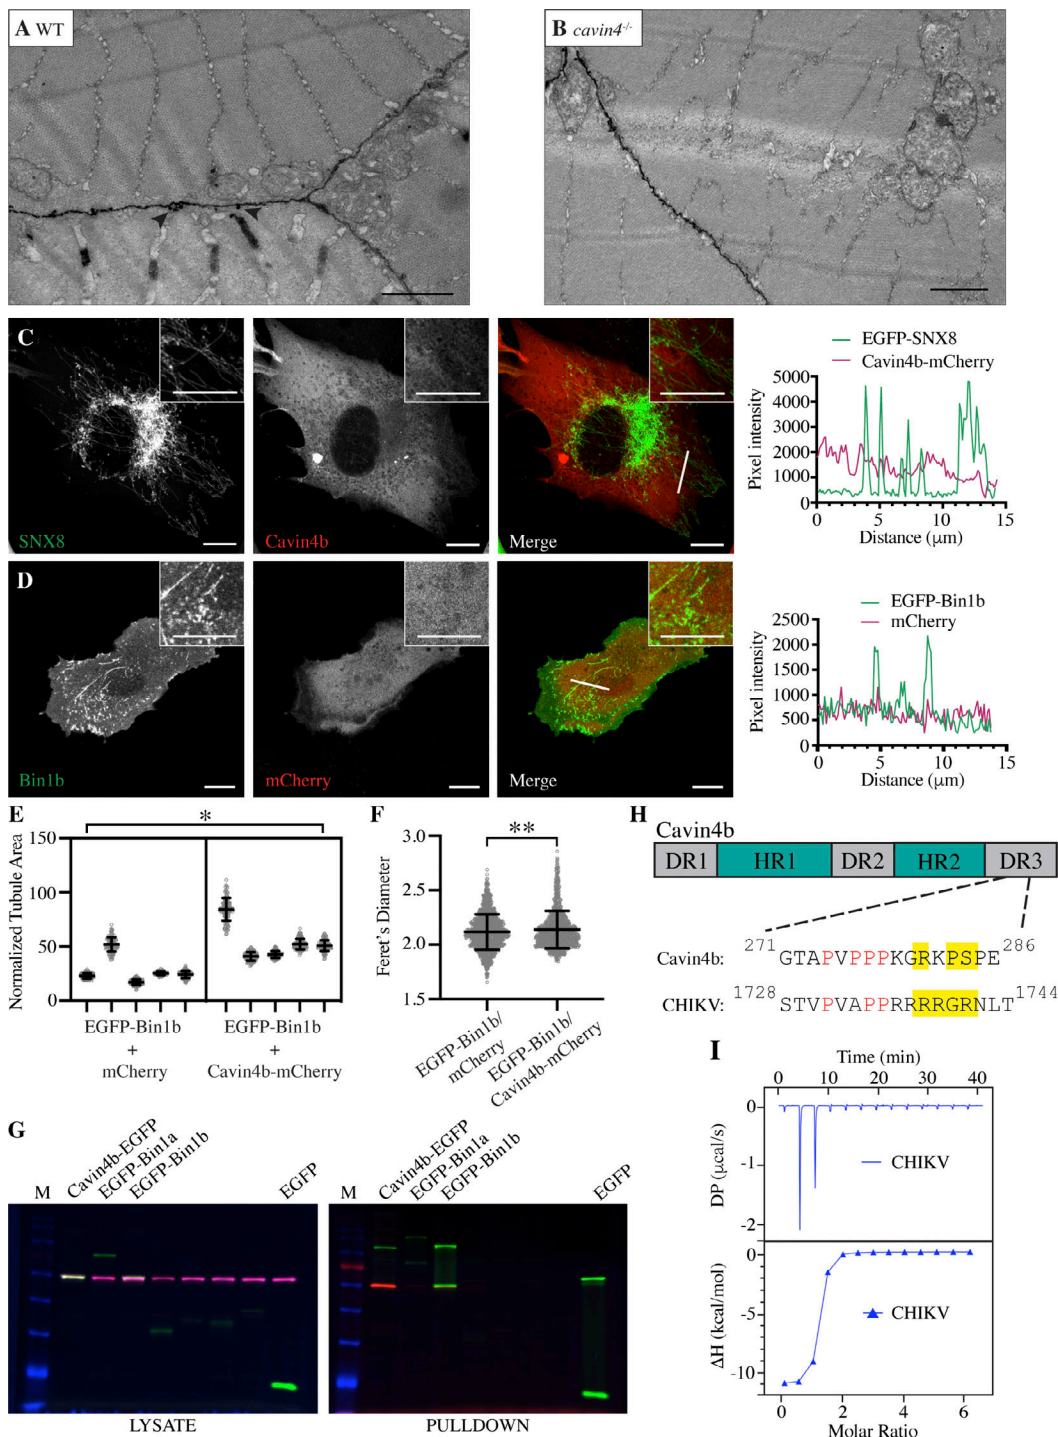 A WT
B cavin4-/-
C
SNX8
Cavin4b
Merge
EGFP-SNX8
Cavin4b-mCherry
Pixel intensity
5000
4000
3000
2000
1000
0
0 5 10 15
Distance (μm)
D
Bin1b
mCherry
Merge
EGFP-Bin1b
mCherry
Pixel intensity
2500
2000
1500
1000
500
0
0 5 10 15
Distance (μm)
E
*
Normalized Tubule Area
150
100
50
0
EGFP-Bin1b
+
mCherry
EGFP-Bin1b
+
Cavin4b-mCherry
F
**
Feret's Diameter
3.0
2.5
2.0
1.5
EGFP-Bin1b/
mCherry
EGFP-Bin1b/
Cavin4b-mCherry
H
Cavin4b
DR1 HR1 DR2 HR2 DR3
271 286
Cavin4b: GTAPVPPPKGRKPSPE
1728 1744
CHIKV: STVPVAPPRRRRGRNLT
G
M Cavin4b-EGFP EGFP-Bin1a EGFP-Bin1b EGFP
M Cavin4b-EGFP EGFP-Bin1a EGFP-Bin1b EGFP
LYSATE
PULLDOWN
I
Time (min)
0 10 20 30 40
DP (μcal/s)
0
-1
-2
CHIKV
ΔH (kcal/mol)
0
-5
-10
CHIKV
0 2 4 6
Molar Ratio